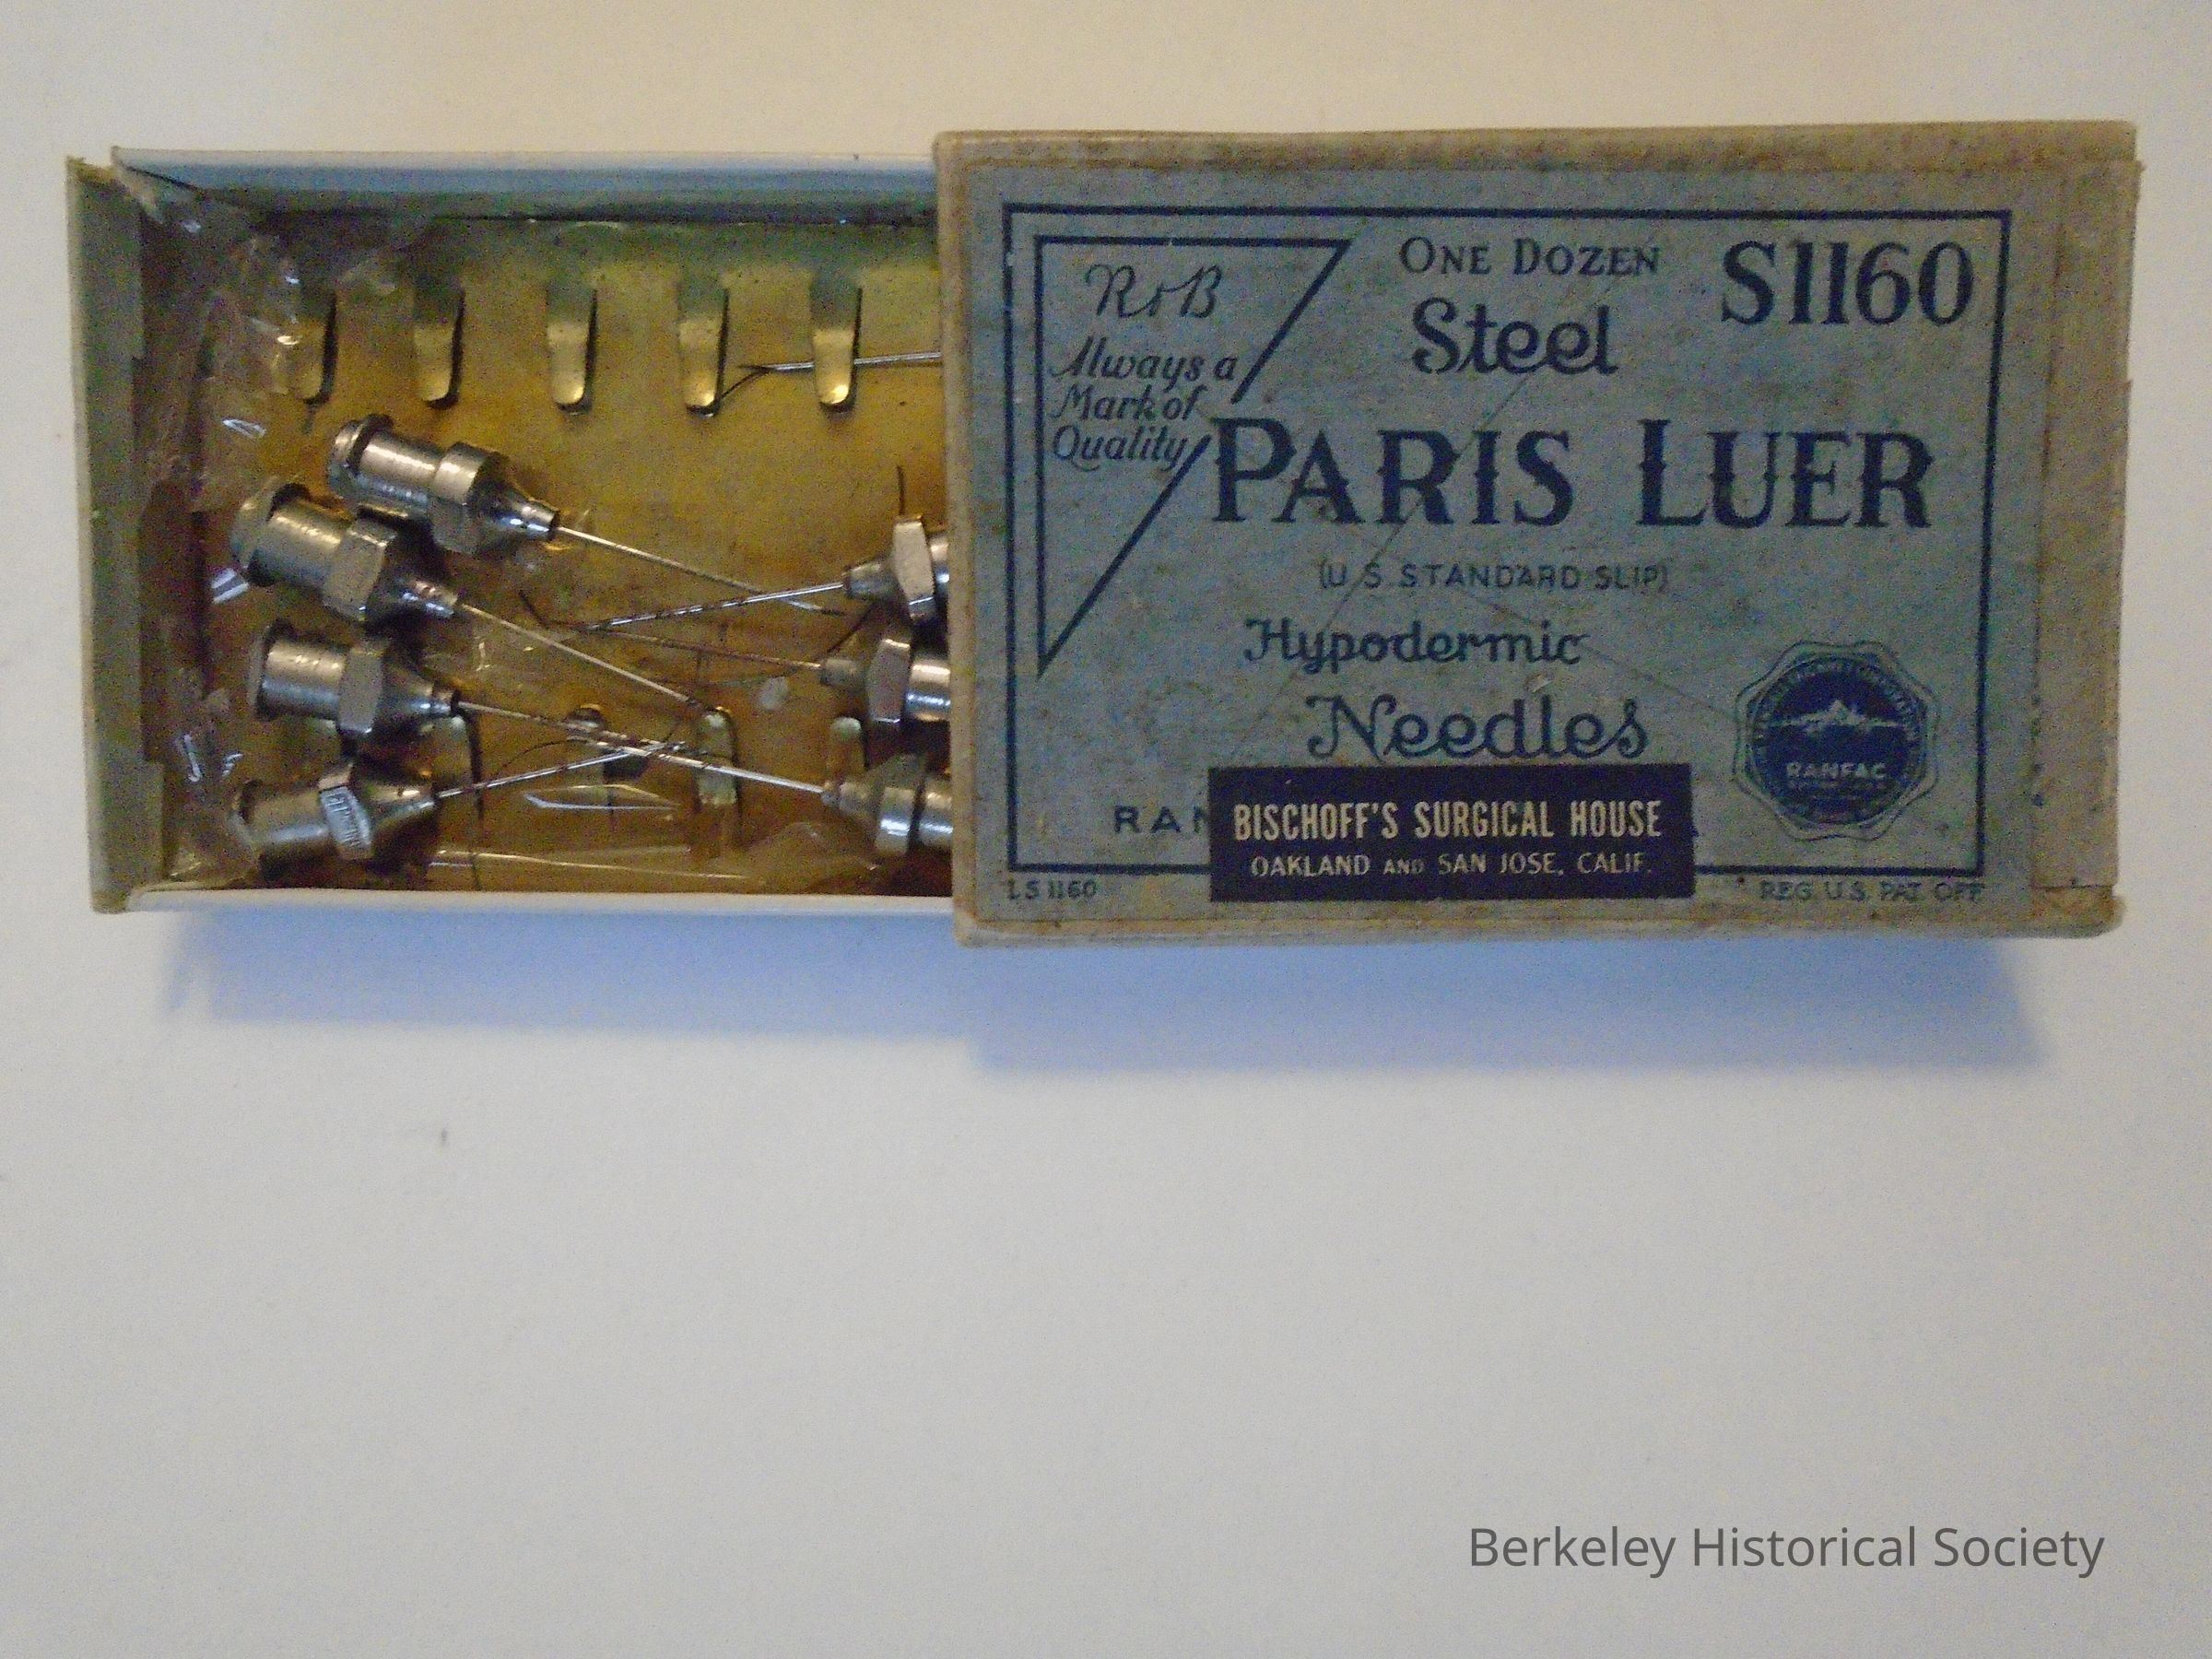 R & B
Always a
Mark of
Quality
ONE DOZEN
Steel
S1160
PARIS LUER
(U.S. STANDARD SLIP)
Hypodermic
Needles
RANFAC
RAN
BISCHOFF'S SURGICAL HOUSE
OAKLAND AND SAN JOSE, CALIF.
LS 1160
REG. U.S. PAT. OFF.
Berkeley Historical Society